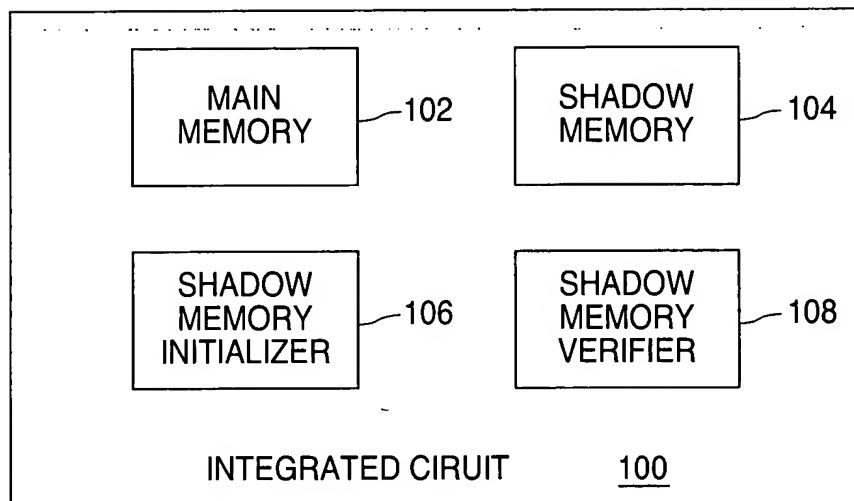 MAIN
MEMORY
102
SHADOW
MEMORY
104
SHADOW
MEMORY
INITIALIZER
106
SHADOW
MEMORY
VERIFIER
108
INTEGRATED CIRUIT 100